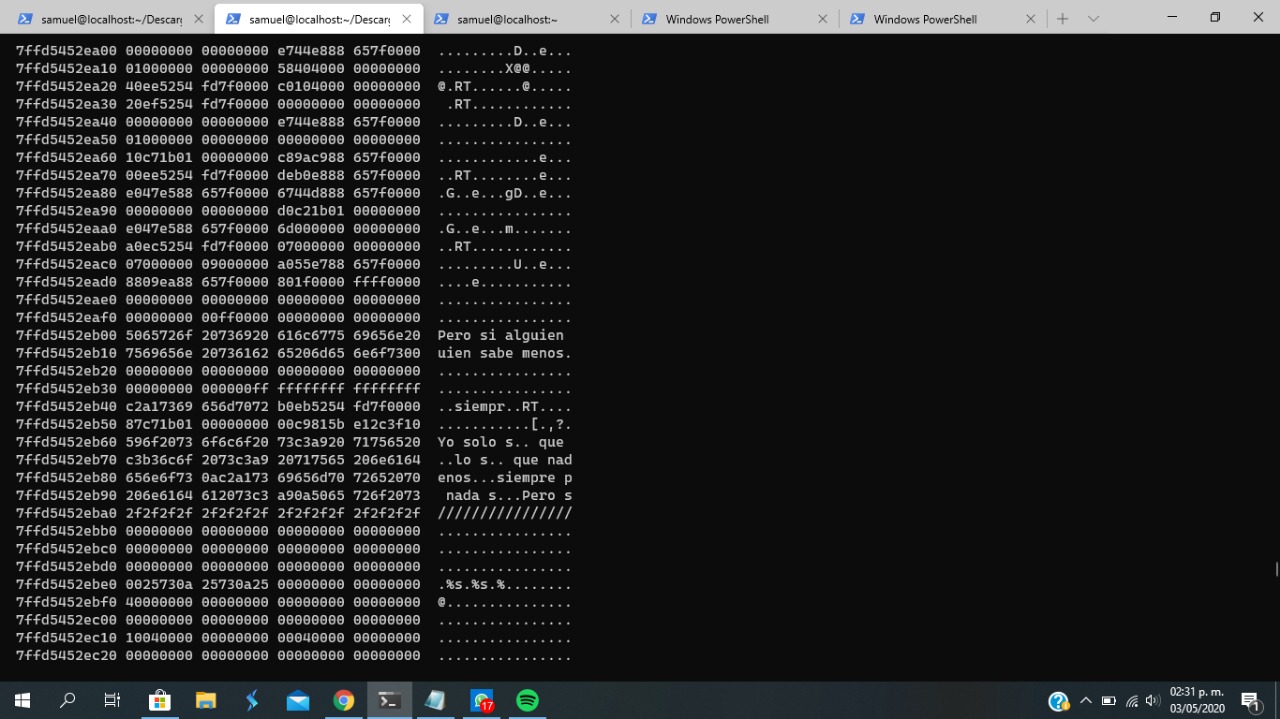 samuel@localhost:~/Descarg
samuel@localhost:~/Descarg
samuel@localhost:~
Windows PowerShell
Windows PowerShell
7ffd5452ea00 00000000 00000000 e744e888 657f0000  .........D..e...
7ffd5452ea10 01000000 00000000 58404000 00000000  ........X@@.....
7ffd5452ea20 40ee5254 fd7f0000 c0104000 00000000  @.RT......@.....
7ffd5452ea30 20ef5254 fd7f0000 00000000 00000000   .RT............
7ffd5452ea40 00000000 00000000 e744e888 657f0000  .........D..e...
7ffd5452ea50 01000000 00000000 00000000 00000000  ................
7ffd5452ea60 10c71b01 00000000 c89ac988 657f0000  ............e...
7ffd5452ea70 00ee5254 fd7f0000 deb0e888 657f0000  ..RT........e...
7ffd5452ea80 e047e588 657f0000 6744d888 657f0000  .G..e...gD..e...
7ffd5452ea90 00000000 00000000 d0c21b01 00000000  ................
7ffd5452eaa0 e047e588 657f0000 6d000000 00000000  .G..e...m.......
7ffd5452eab0 a0ec5254 fd7f0000 07000000 00000000  ..RT............
7ffd5452eac0 07000000 09000000 a055e788 657f0000  .........U..e...
7ffd5452ead0 8809ea88 657f0000 801f0000 ffff0000  ....e...........
7ffd5452eae0 00000000 00000000 00000000 00000000  ................
7ffd5452eaf0 00000000 00ff0000 00000000 00000000  ................
7ffd5452eb00 5065726f 20736920 616c6775 69656e20  Pero si alguien 
7ffd5452eb10 7569656e 20736162 65206d65 6e6f7300  uien sabe menos.
7ffd5452eb20 00000000 00000000 00000000 00000000  ................
7ffd5452eb30 00000000 000000ff ffffffff ffffffff  ................
7ffd5452eb40 c2a17369 656d7072 b0eb5254 fd7f0000  ..siempr..RT....
7ffd5452eb50 87c71b01 00000000 00c9815b e12c3f10  ...........[.,?.
7ffd5452eb60 596f2073 6f6c6f20 73c3a920 71756520  Yo solo s.. que 
7ffd5452eb70 c3b36c6f 2073c3a9 20717565 206e6164  ..lo s.. que nad
7ffd5452eb80 656e6f73 0ac2a173 69656d70 72652070  enos...siempre p
7ffd5452eb90 206e6164 612073c3 a90a5065 726f2073   nada s...Pero s
7ffd5452eba0 2f2f2f2f 2f2f2f2f 2f2f2f2f 2f2f2f2f  ////////////////
7ffd5452ebb0 00000000 00000000 00000000 00000000  ................
7ffd5452ebc0 00000000 00000000 00000000 00000000  ................
7ffd5452ebd0 00000000 00000000 00000000 00000000  ................
7ffd5452ebe0 0025730a 25730a25 00000000 00000000  .%s.%s.%........
7ffd5452ebf0 40000000 00000000 00000000 00000000  @...............
7ffd5452ec00 00000000 00000000 00000000 00000000  ................
7ffd5452ec10 10040000 00000000 00040000 00000000  ................
7ffd5452ec20 00000000 00000000 00000000 00000000  ................
17
02:31 p. m.
03/05/2020
1